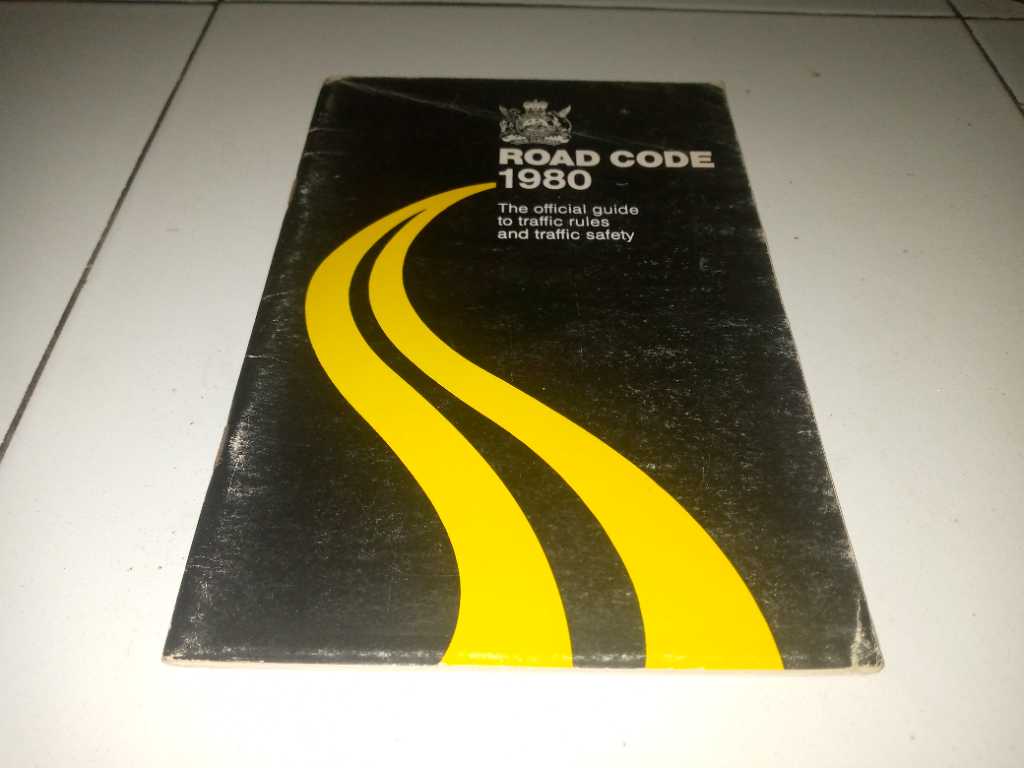 ROAD CODE
1980
The official guide
to traffic rules
and traffic safety